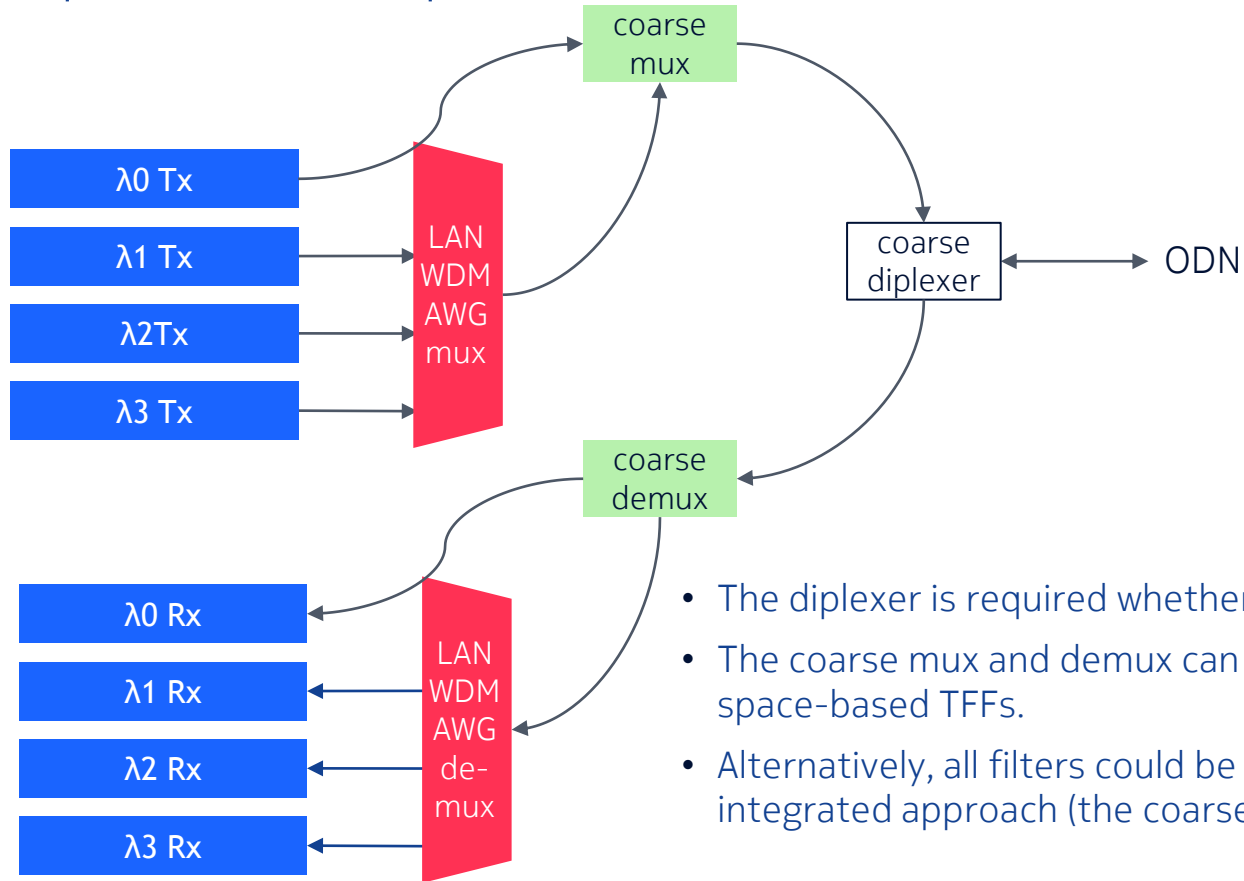 coarse
mux
λ0 Tx
λ1 Tx
λ2Tx
λ3 Tx
LAN
WDM
AWG
mux
coarse
diplexer
ODN
coarse
demux
λ0 Rx
λ1 Rx
λ2 Rx
λ3 Rx
LAN
WDM
AWG
de-
mux
• The diplexer is required whether
• The coarse mux and demux can
space-based TFFs.
• Alternatively, all filters could be
integrated approach (the coarse